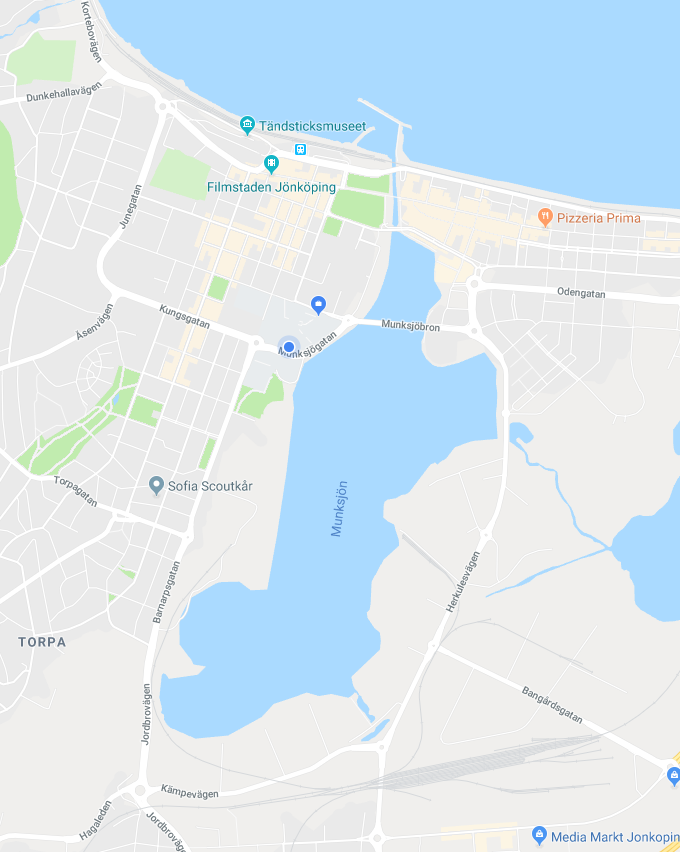 Kortebovägen
Dunkehallavägen
Tändsticksmuseet
Filmstaden Jönköping
Junegatan
Pizzeria Prima
Odengatan
Kungsgatan
Åsenvägen
Munksjöbron
Munksjögatan
Torpagatan
Sofia Scoutkår
Munksjön
Barnarpsgatan
Herkulesvägen
TORPA
Bangårdsgatan
Jordbrovägen
Kämpevägen
Hagaleden
Jordbrovä
Media Markt Jonkopin